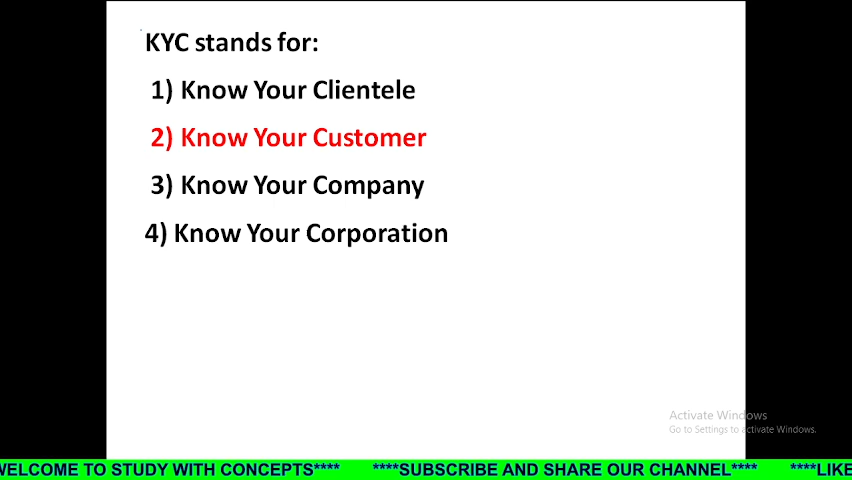 KYC stands for:
1) Know Your Clientele
2) Know Your Customer
3) Know Your Company
4) Know Your Corporation
Activate Windows
Go to Settings to activate Windows.
WELCOME TO STUDY WITH CONCEPTS**** ****SUBSCRIBE AND SHARE OUR CHANNEL**** ****LIKE